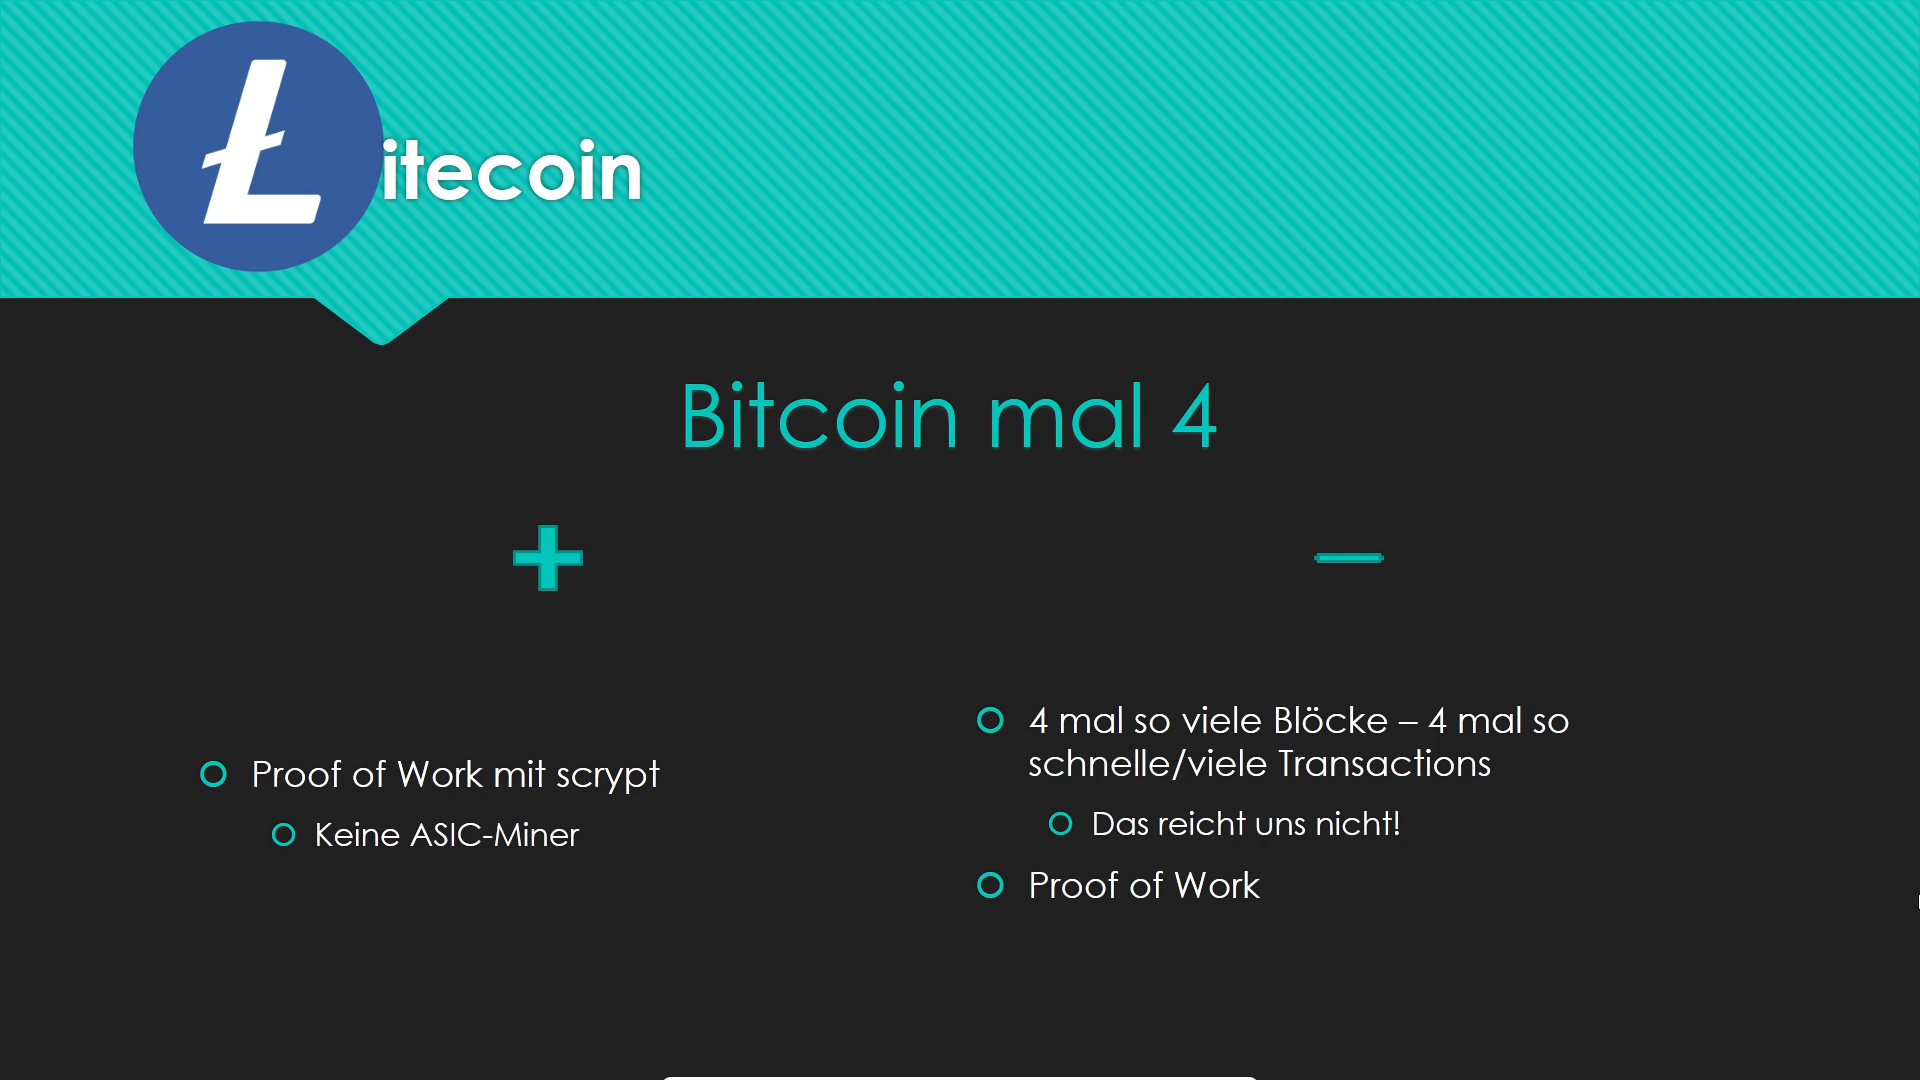 Litecoin
Bitcoin mal 4
Proof of Work mit scrypt
Keine ASIC-Miner
4 mal so viele Blöcke – 4 mal so
schnelle/viele Transactions
Das reicht uns nicht!
Proof of Work